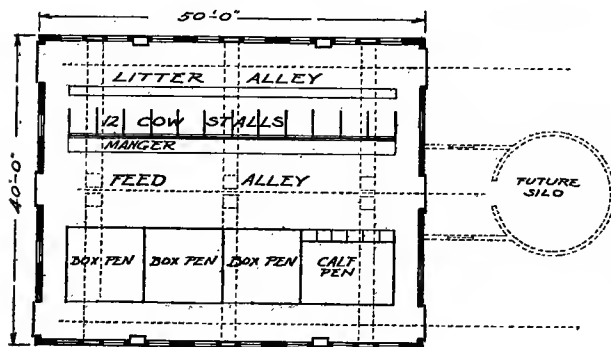 50'-0"
40'-0"
LITTER ALLEY
12 COW STALLS
MANGER
FEED ALLEY
FUTURE
SILO
BOX PEN BOX PEN BOX PEN CALF
PEN